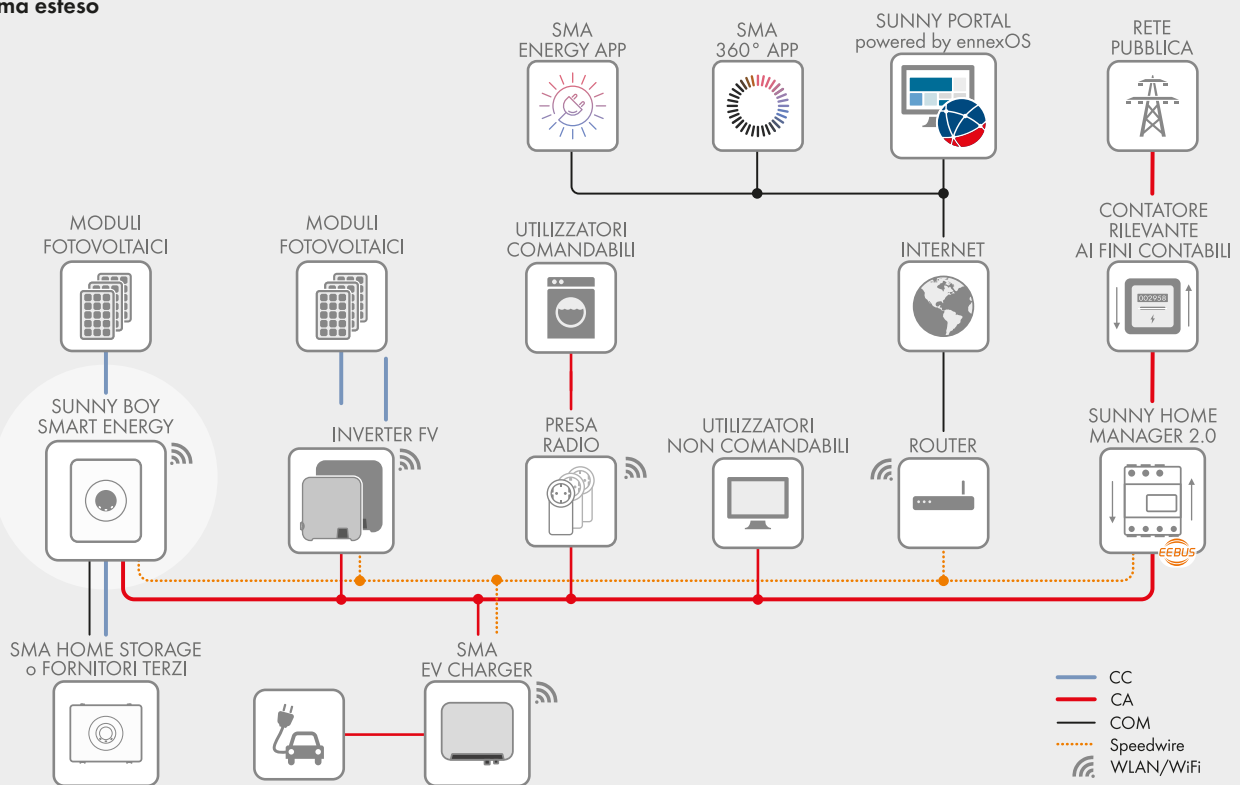 ma esteso
SMA
ENERGY APP
SMA
360° APP
SUNNY PORTAL
powered by ennexOS
RETE
PUBBLICA
MODULI
FOTOVOLTAICI
MODULI
FOTOVOLTAICI
UTILIZZATORI
COMANDABILI
INTERNET
CONTATORE
RILEVANTE
AI FINI CONTABILI
002958
SUNNY BOY
SMART ENERGY
INVERTER FV
PRESA
RADIO
UTILIZZATORI
NON COMANDABILI
ROUTER
SUNNY HOME
MANAGER 2.0
EEBUS
SMA HOME STORAGE
o FORNITORI TERZI
SMA
EV CHARGER
CC
CA
COM
Speedwire
WLAN/WiFi